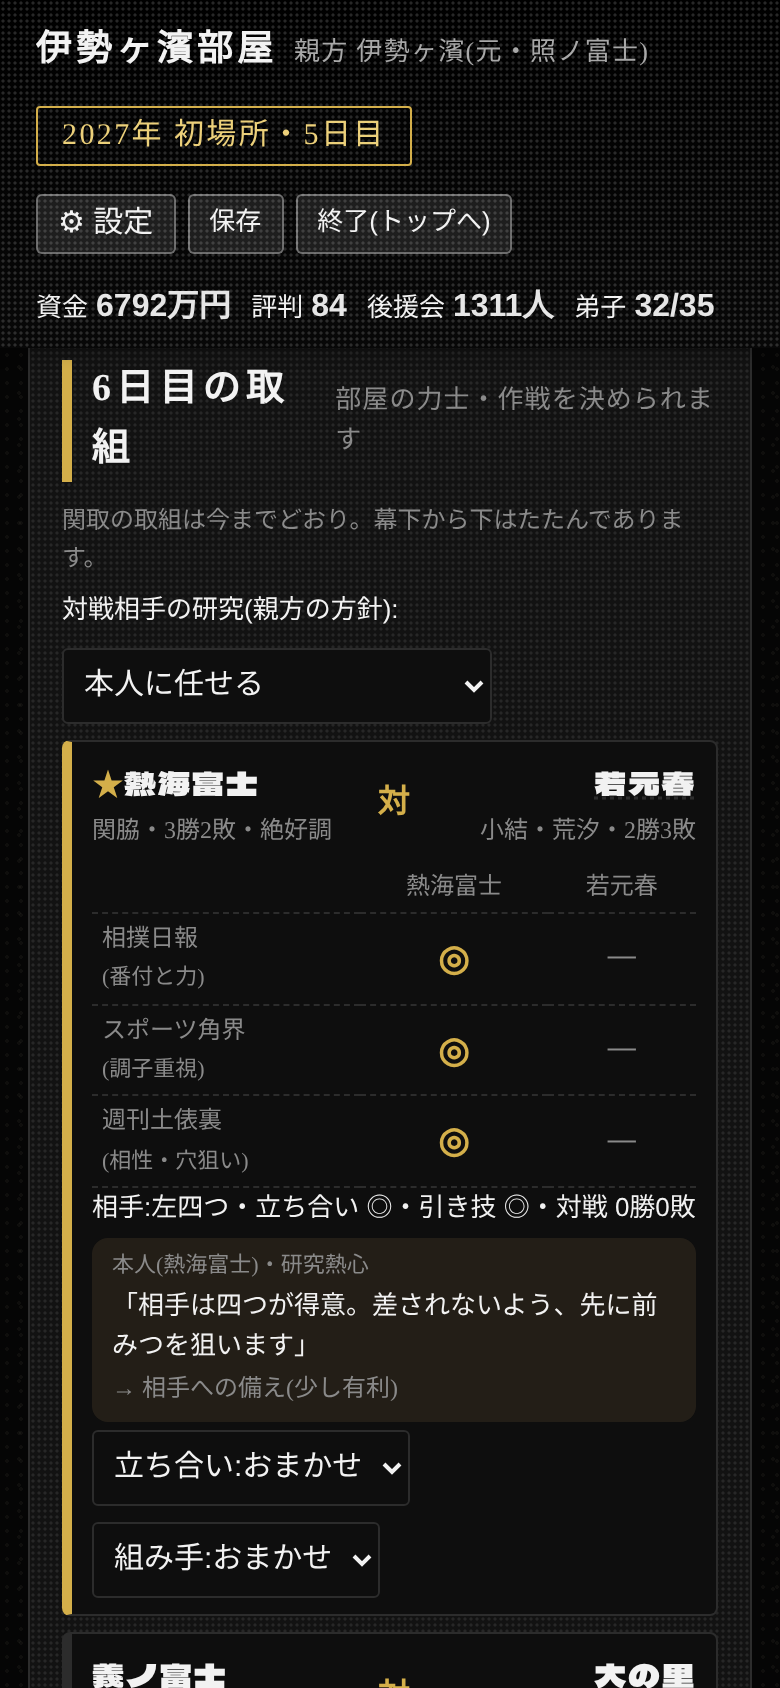 伊勢ヶ濱部屋 親方 伊勢ヶ濱(元・照ノ富士)
2027年 初場所・5日目
⚙ 設定 保存 終了(トップへ)
資金 6792万円 評判 84 後援会 1311人 弟子 32/35
6日目の取
組
部屋の力士・作戦を決められま
す
関取の取組は今までどおり。幕下から下はたたんでありま
す。
対戦相手の研究(親方の方針):
本人に任せる
★熱海富士 対 若元春
関脇・3勝2敗・絶好調 小結・荒汐・2勝3敗
熱海富士 若元春
相撲日報
(番付と力)
◎ —
スポーツ角界
(調子重視)
◎ —
週刊土俵裏
(相性・穴狙い)
◎ —
相手:左四つ・立ち合い ◎・引き技 ◎・対戦 0勝0敗
本人(熱海富士)・研究熱心
「相手は四つが得意。差されないよう、先に前
みつを狙います」
→ 相手への備え(少し有利)
立ち合い:おまかせ
組み手:おまかせ
義ノ富士 対 大の里